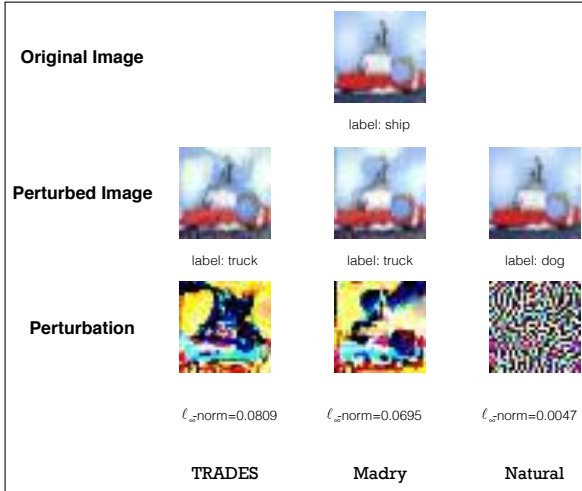 Original Image
label: ship
Perturbed Image
label: truck label: truck label: dog
Perturbation
ℓ∞-norm=0.0809 ℓ∞-norm=0.0695 ℓ∞-norm=0.0047
TRADES Madry Natural